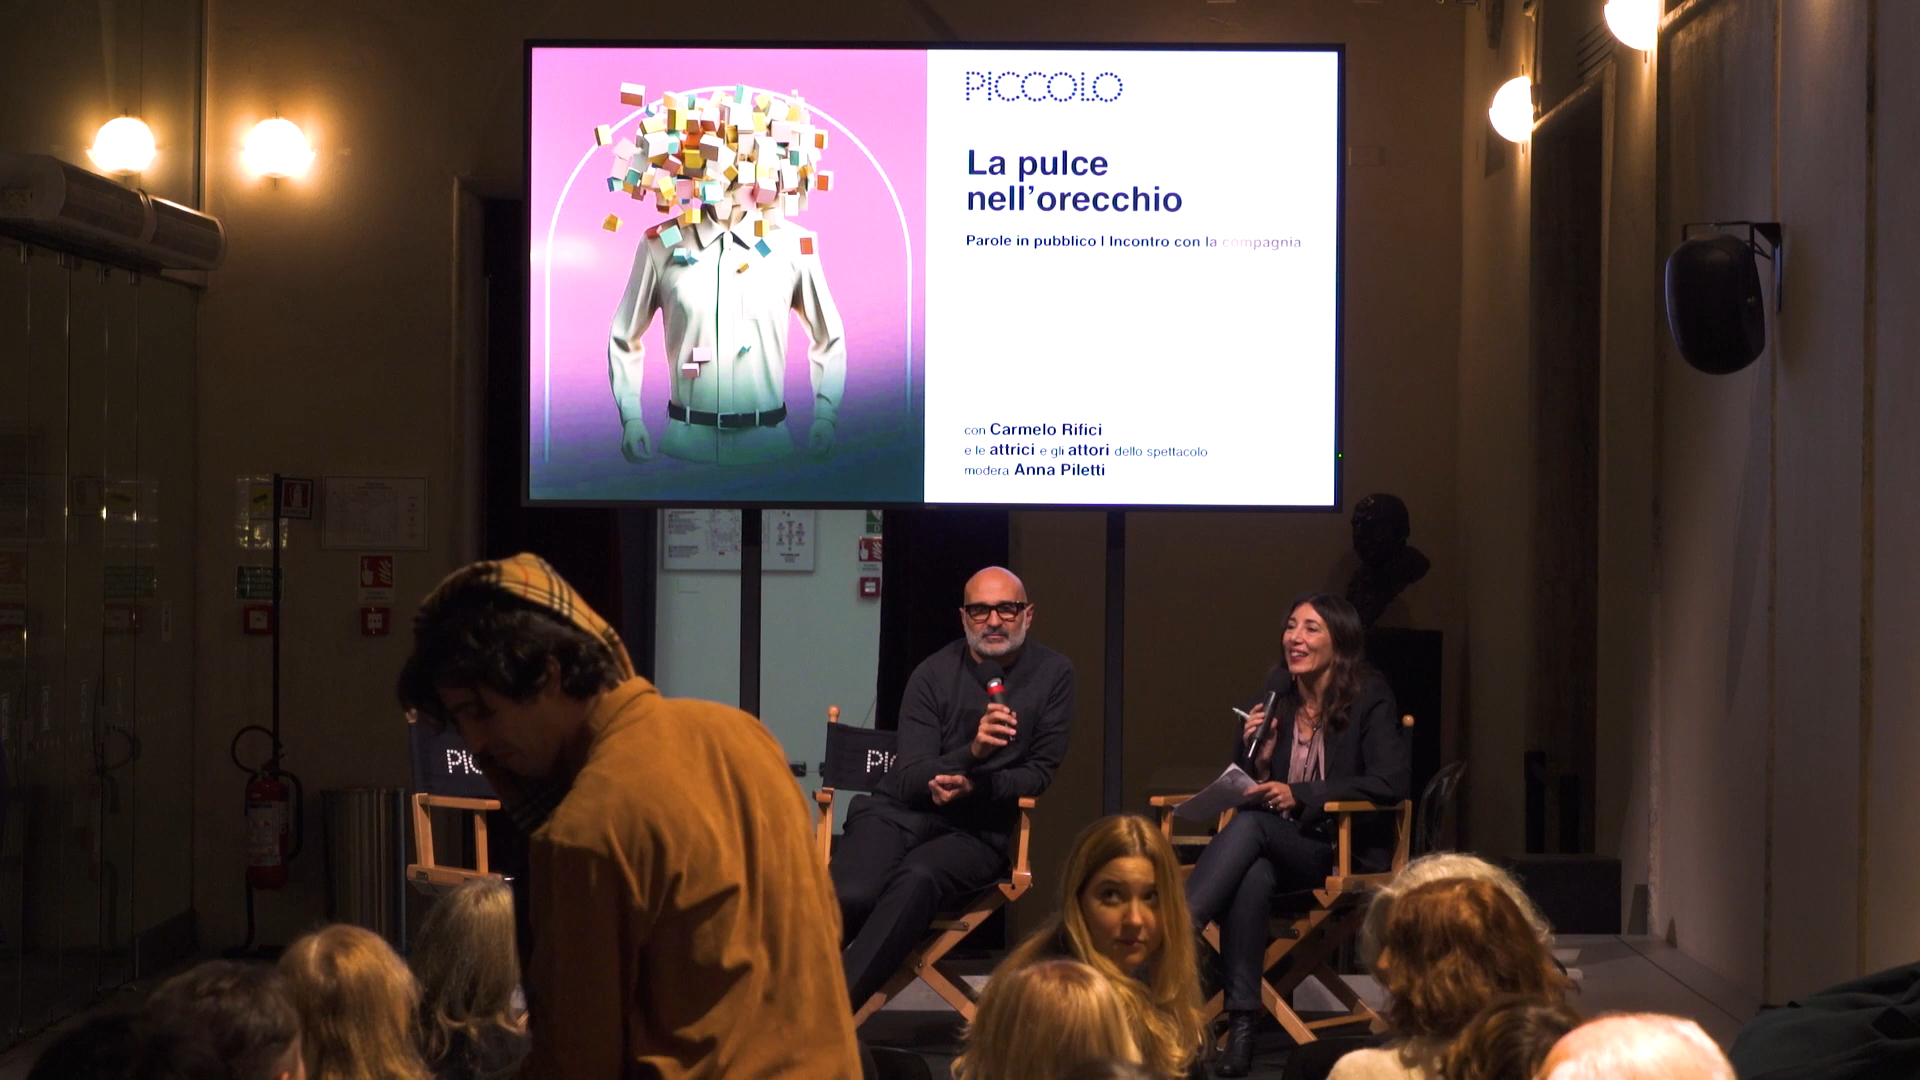 PICCOLO
La pulce
nell'orecchio
Parole in pubblico | Incontro con la compagnia
con Carmelo Rifici
e le attrici e gli attori dello spettacolo
modera Anna Piletti
PIC
PI